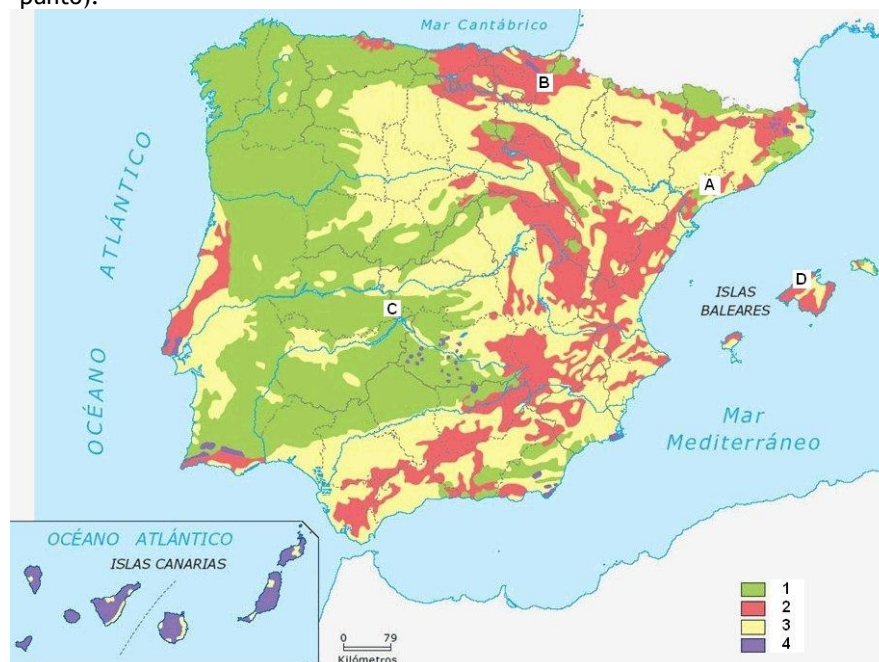 punto).
Mar Cantábrico
B
OCÉANO ATLÁNTICO
A
C
D
ISLAS
BALEARES
Mar
Mediterráneo
OCÉANO ATLÁNTICO
ISLAS CANARIAS
0 79
Kilómetros
1
2
3
4